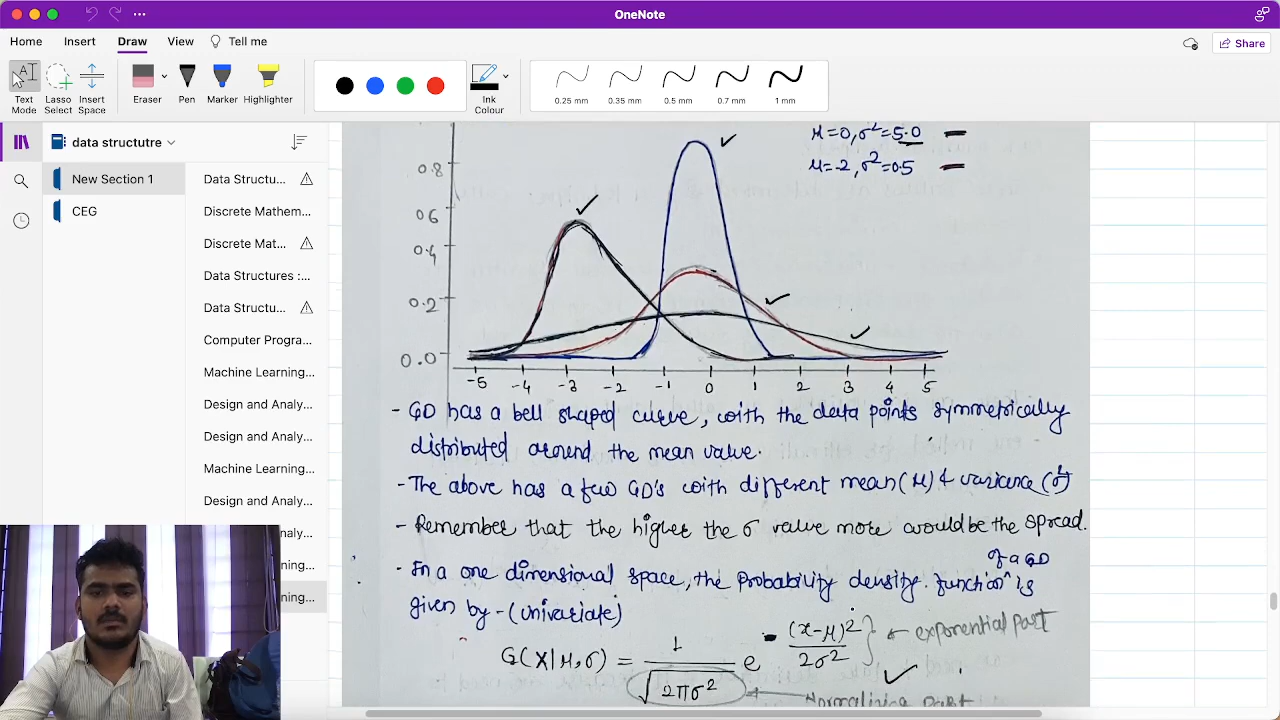 OneNote
Home Insert Draw View Tell me
Share
Text Mode
Lasso Select
Insert Space
Eraser
Pen
Marker
Highlighter
Ink Colour
0.25 mm
0.35 mm
0.5 mm
0.7 mm
1 mm
data structutre
New Section 1
CEG
Data Structu...
Discrete Mathem...
Discrete Mat...
Data Structures :...
Data Structu...
Computer Progra...
Machine Learning...
Design and Analy...
Design and Analy...
Machine Learning...
Design and Analy...
μ=0, σ²=5.0
μ=-2, σ²=0.5
0.8
0.6
0.4
0.2
0.0
-5 -4 -3 -2 -1 0 1 2 3 4 5
- GD has a bell shaped curve, with the data points symmetrically
distributed around the mean value.
- The above has a few GD's with different mean (μ) & variance (σ²)
- Remember that the higher the σ value more would be the spread.
- In a one dimensional space, the probability density function^ is
of a GD
given by - (univariate)
G(X|μ,σ) = 1/√2πσ² e -(x-μ)²/2σ² } ← exponential part
Normalizing part